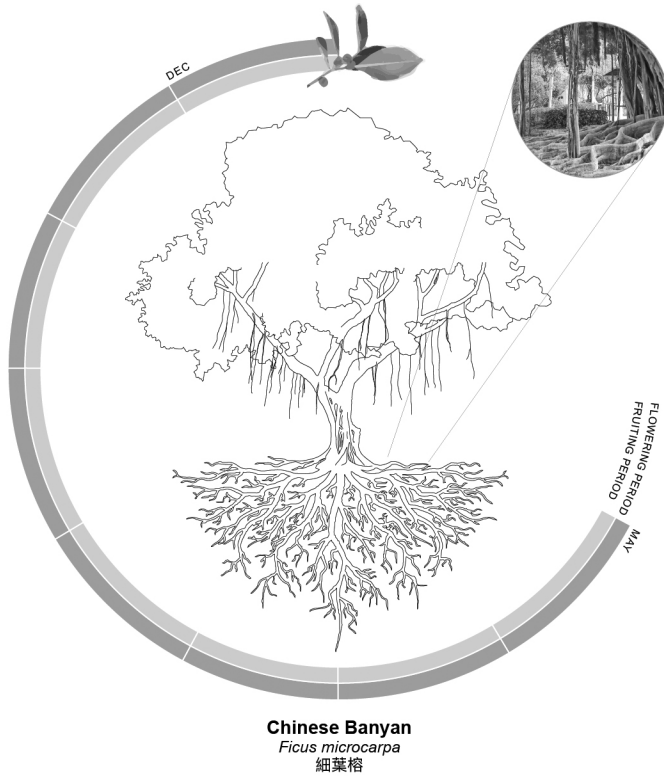 DEC
FLOWERING PERIOD
FRUITING PERIOD
MAY
Chinese Banyan
Ficus microcarpa
細葉榕